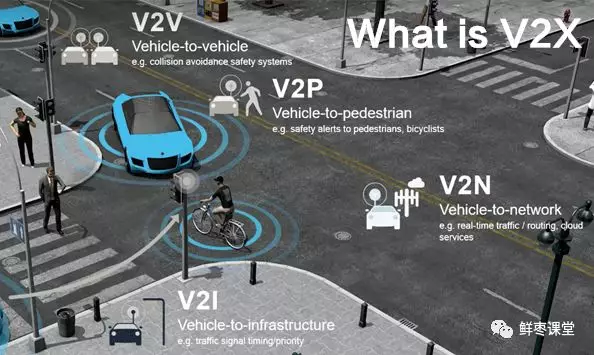 What is V2X
V2V
Vehicle-to-vehicle
e.g. collision avoidance safety systems
V2P
Vehicle-to-pedestrian
e.g. safety alerts to pedestrians, bicyclists
V2N
Vehicle-to-network
e.g. real-time traffic / routing, cloud
services
V2I
Vehicle-to-infrastructure
e.g. traffic signal timing/priority
鲜枣课堂